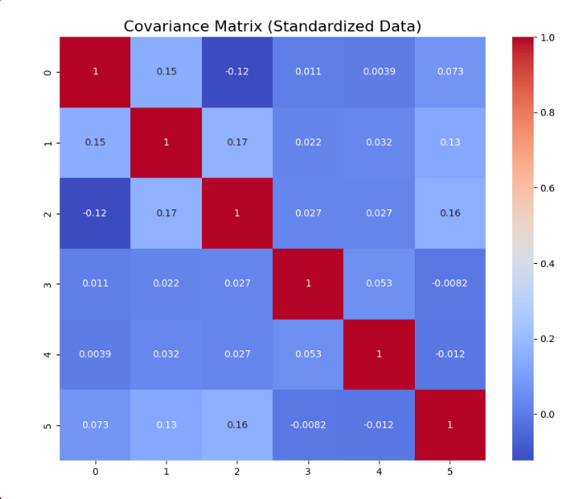 Covariance Matrix (Standardized Data)
0 1 0.15 -0.12 0.011 0.0039 0.073
1 0.15 1 0.17 0.022 0.032 0.13
2 -0.12 0.17 1 0.027 0.027 0.16
3 0.011 0.022 0.027 1 0.053 -0.0082
4 0.0039 0.032 0.027 0.053 1 -0.012
5 0.073 0.13 0.16 -0.0082 -0.012 1
0 1 2 3 4 5
1.0
0.8
0.6
0.4
0.2
0.0